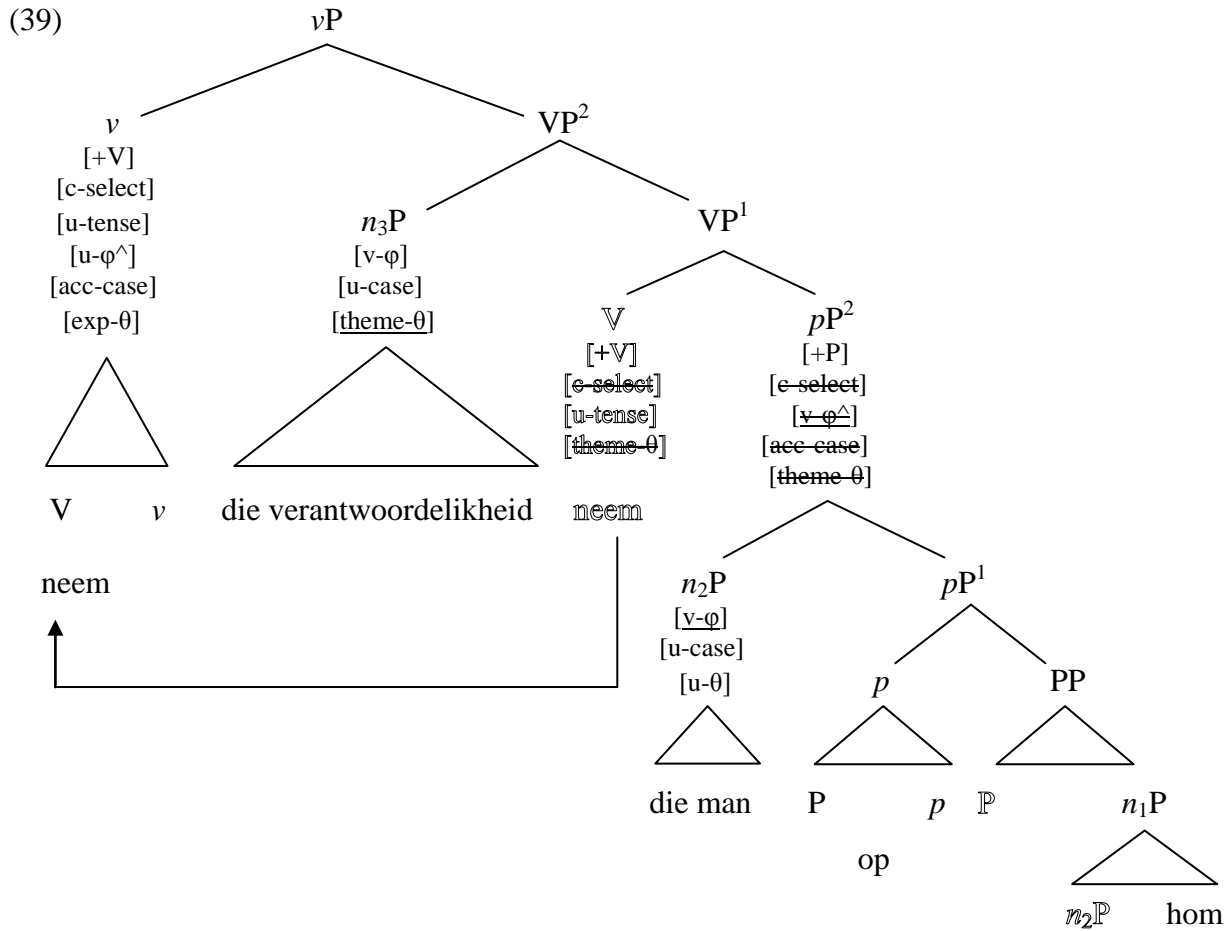 (39) vP
v VP²
[+V]
[c-select]
[u-tense] n₃P VP¹
[u-φ^] [v-φ]
[acc-case] [u-case]
[exp-θ] [theme-θ] 𝕍 pP²
[+V] [+P]
[c-select] [c-select]
[u-tense] [v-φ^]
[theme-θ] [acc-case]
[theme-θ]
V v die verantwoordelikheid neem
neem n₂P pP¹
[v-φ]
[u-case]
[u-θ] p PP
die man P p ℙ n₁P
op
n₂ℙ hom